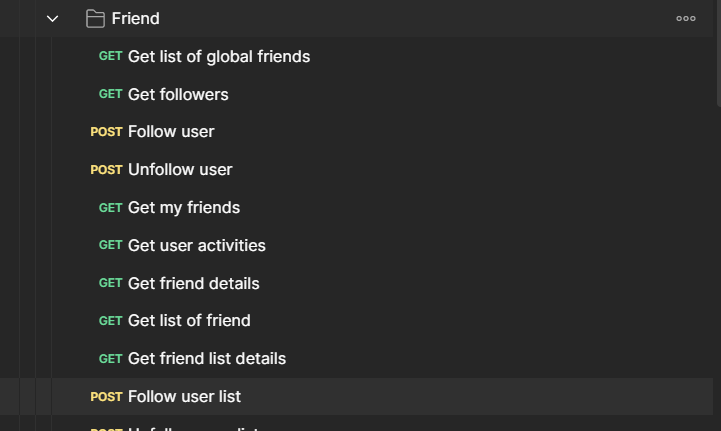 Friend
GET Get list of global friends
GET Get followers
POST Follow user
POST Unfollow user
GET Get my friends
GET Get user activities
GET Get friend details
GET Get list of friend
GET Get friend list details
POST Follow user list